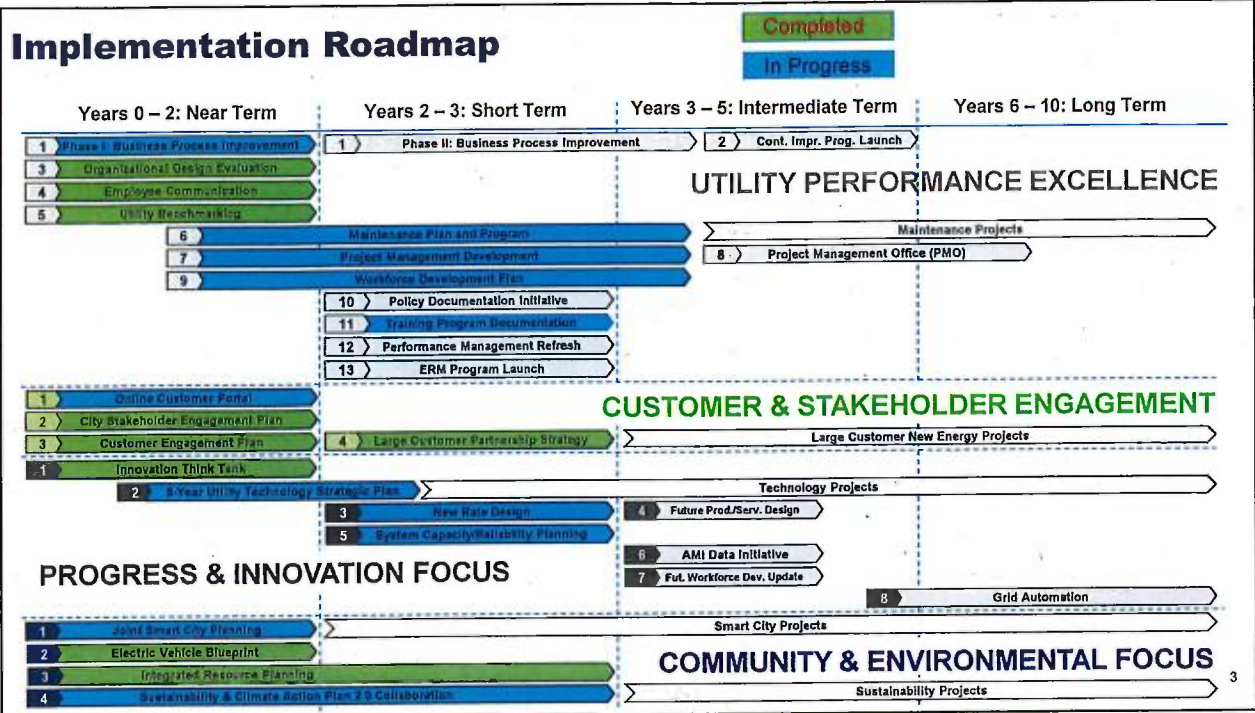 Implementation Roadmap
Completed
In Progress
Years 0 – 2: Near Term
Years 2 – 3: Short Term
Years 3 – 5: Intermediate Term
Years 6 – 10: Long Term
1 Phase I: Business Process Improvement
1 Phase II: Business Process Improvement
2 Cont. Impr. Prog. Launch
3 Organizational Design Evaluation
4 Employee Communication
5 Utility Benchmarking
UTILITY PERFORMANCE EXCELLENCE
6 Maintenance Plan and Program
Maintenance Projects
7 Project Management Development
8 Project Management Office (PMO)
9 Workforce Development Plan
10 Policy Documentation Initiative
11 Training Program Documentation
12 Performance Management Refresh
13 ERM Program Launch
1 Online Customer Portal
CUSTOMER & STAKEHOLDER ENGAGEMENT
2 City Stakeholder Engagement Plan
3 Customer Engagement Plan
4 Large Customer Partnership Strategy
Large Customer New Energy Projects
1 Innovation Think Tank
2 5-Year Utility Technology Strategic Plan
Technology Projects
3 New Rate Design
4 Future Prod./Serv. Design
5 System Capacity/Reliability Planning
6 AMI Data Initiative
7 Fut. Workforce Dev. Update
PROGRESS & INNOVATION FOCUS
8 Grid Automation
1 Joint Smart City Planning
Smart City Projects
2 Electric Vehicle Blueprint
COMMUNITY & ENVIRONMENTAL FOCUS
3 Integrated Resource Planning
4 Sustainability & Climate Action Plan 2.0 Collaboration
Sustainability Projects
3